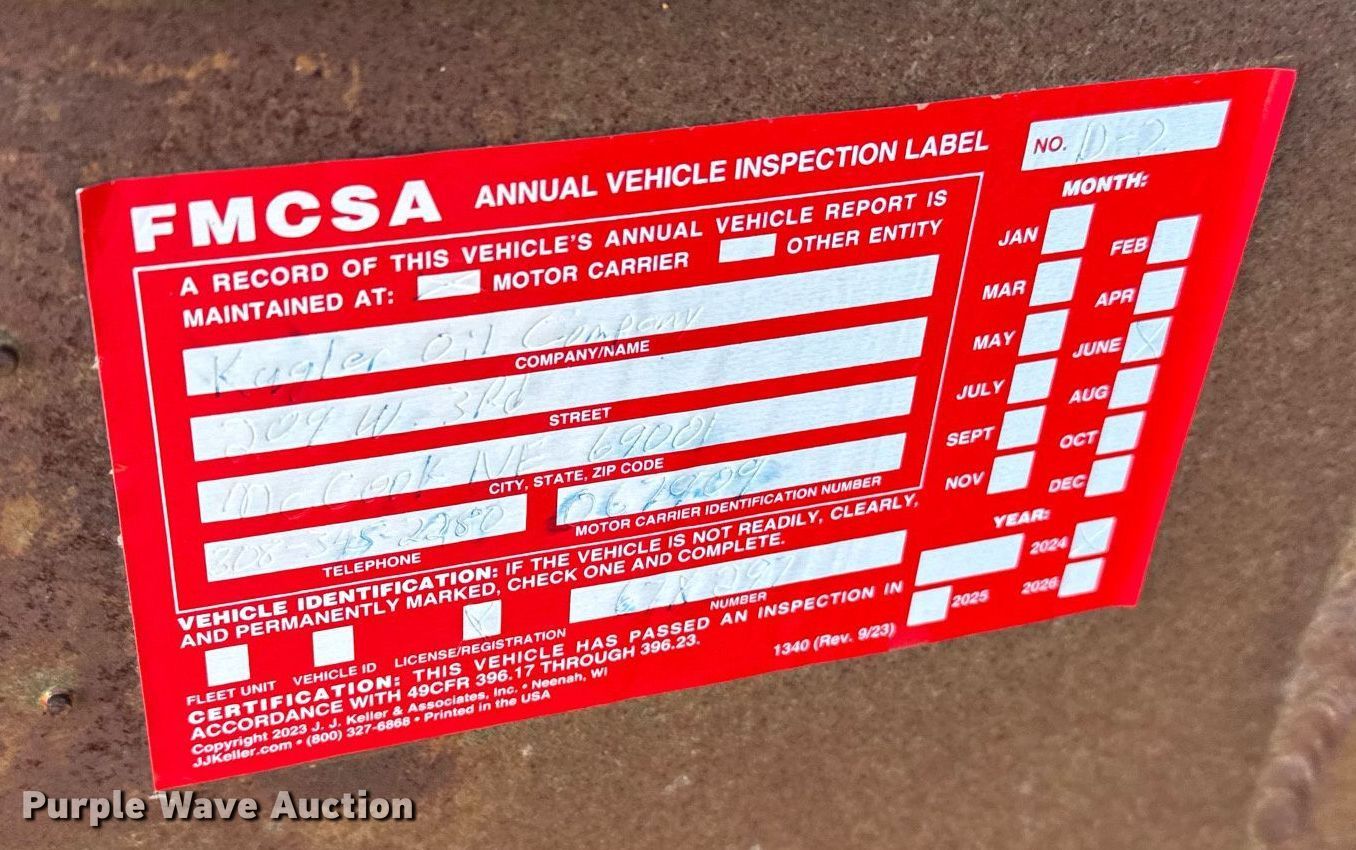 FMCSA ANNUAL VEHICLE INSPECTION LABEL
NO. D-2
A RECORD OF THIS VEHICLE'S ANNUAL VEHICLE REPORT IS
MAINTAINED AT: MOTOR CARRIER OTHER ENTITY
Kugler Oil Company
COMPANY/NAME
209 W. 3Rd
STREET
McCook NE 69001
CITY, STATE, ZIP CODE
308-345-2280
TELEPHONE
MOTOR CARRIER IDENTIFICATION NUMBER
VEHICLE IDENTIFICATION: IF THE VEHICLE IS NOT READILY, CLEARLY,
AND PERMANENTLY MARKED, CHECK ONE AND COMPLETE.
FLEET UNIT VEHICLE ID LICENSE/REGISTRATION NUMBER
CERTIFICATION: THIS VEHICLE HAS PASSED AN INSPECTION IN
ACCORDANCE WITH 49CFR 396.17 THROUGH 396.23.
Copyright 2023 J. J. Keller & Associates, Inc. • Neenah, WI
JJKeller.com • (800) 327-6868 • Printed in the USA
1340 (Rev. 9/23)
MONTH:
JAN FEB
MAR APR
MAY JUNE
JULY AUG
SEPT OCT
NOV DEC
YEAR:
2024
2025 2026
Purple Wave Auction